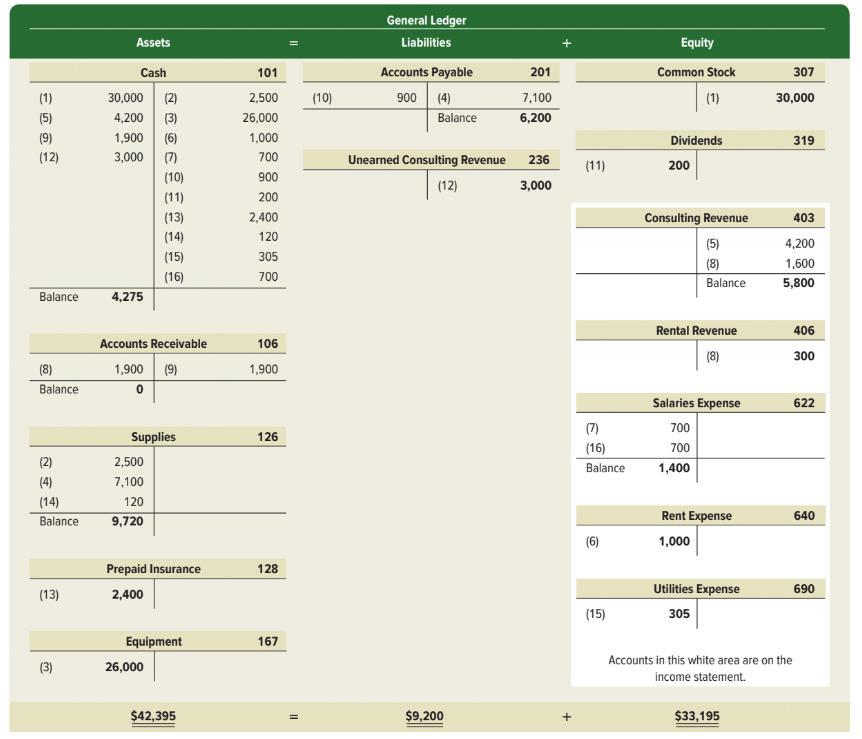 General Ledger
Assets = Liabilities + Equity
Cash 101
(1) 30,000 (2) 2,500
(5) 4,200 (3) 26,000
(9) 1,900 (6) 1,000
(12) 3,000 (7) 700
(10) 900
(11) 200
(13) 2,400
(14) 120
(15) 305
(16) 700
Balance 4,275
Accounts Receivable 106
(8) 1,900 (9) 1,900
Balance 0
Supplies 126
(2) 2,500
(4) 7,100
(14) 120
Balance 9,720
Prepaid Insurance 128
(13) 2,400
Equipment 167
(3) 26,000
Accounts Payable 201
(10) 900 (4) 7,100
Balance 6,200
Unearned Consulting Revenue 236
(12) 3,000
Common Stock 307
(1) 30,000
Dividends 319
(11) 200
Consulting Revenue 403
(5) 4,200
(8) 1,600
Balance 5,800
Rental Revenue 406
(8) 300
Salaries Expense 622
(7) 700
(16) 700
Balance 1,400
Rent Expense 640
(6) 1,000
Utilities Expense 690
(15) 305
Accounts in this white area are on the
income statement.
$42,395 = $9,200 + $33,195